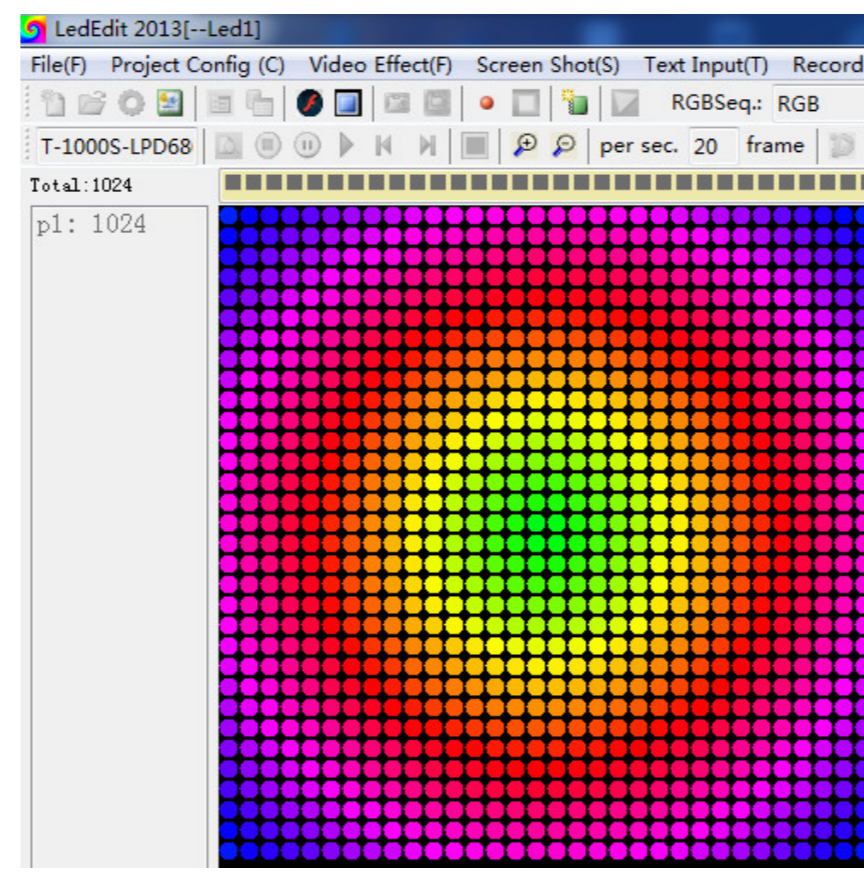 LedEdit 2013[--Led1]
File(F) Project Config (C) Video Effect(F) Screen Shot(S) Text Input(T) Record
RGBSeq.: RGB
T-1000S-LPD68 per sec. 20 frame
Total:1024
p1: 1024